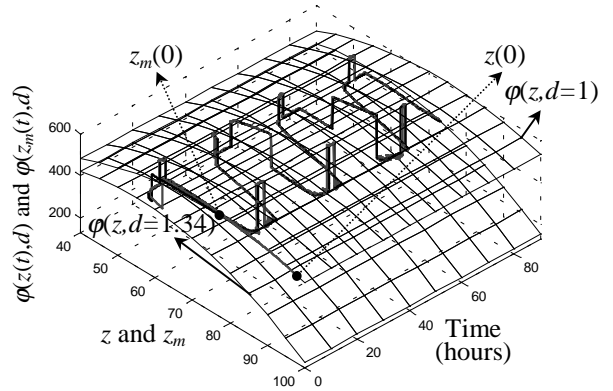 z_m(0)
z(0)
φ(z,d=1)
φ(z(t),d) and φ(z_m(t),d)
600
400
200
φ(z,d=1.34)
40
50
60
70
80
90
100
z and z_m
0
20
40
60
80
Time
(hours)